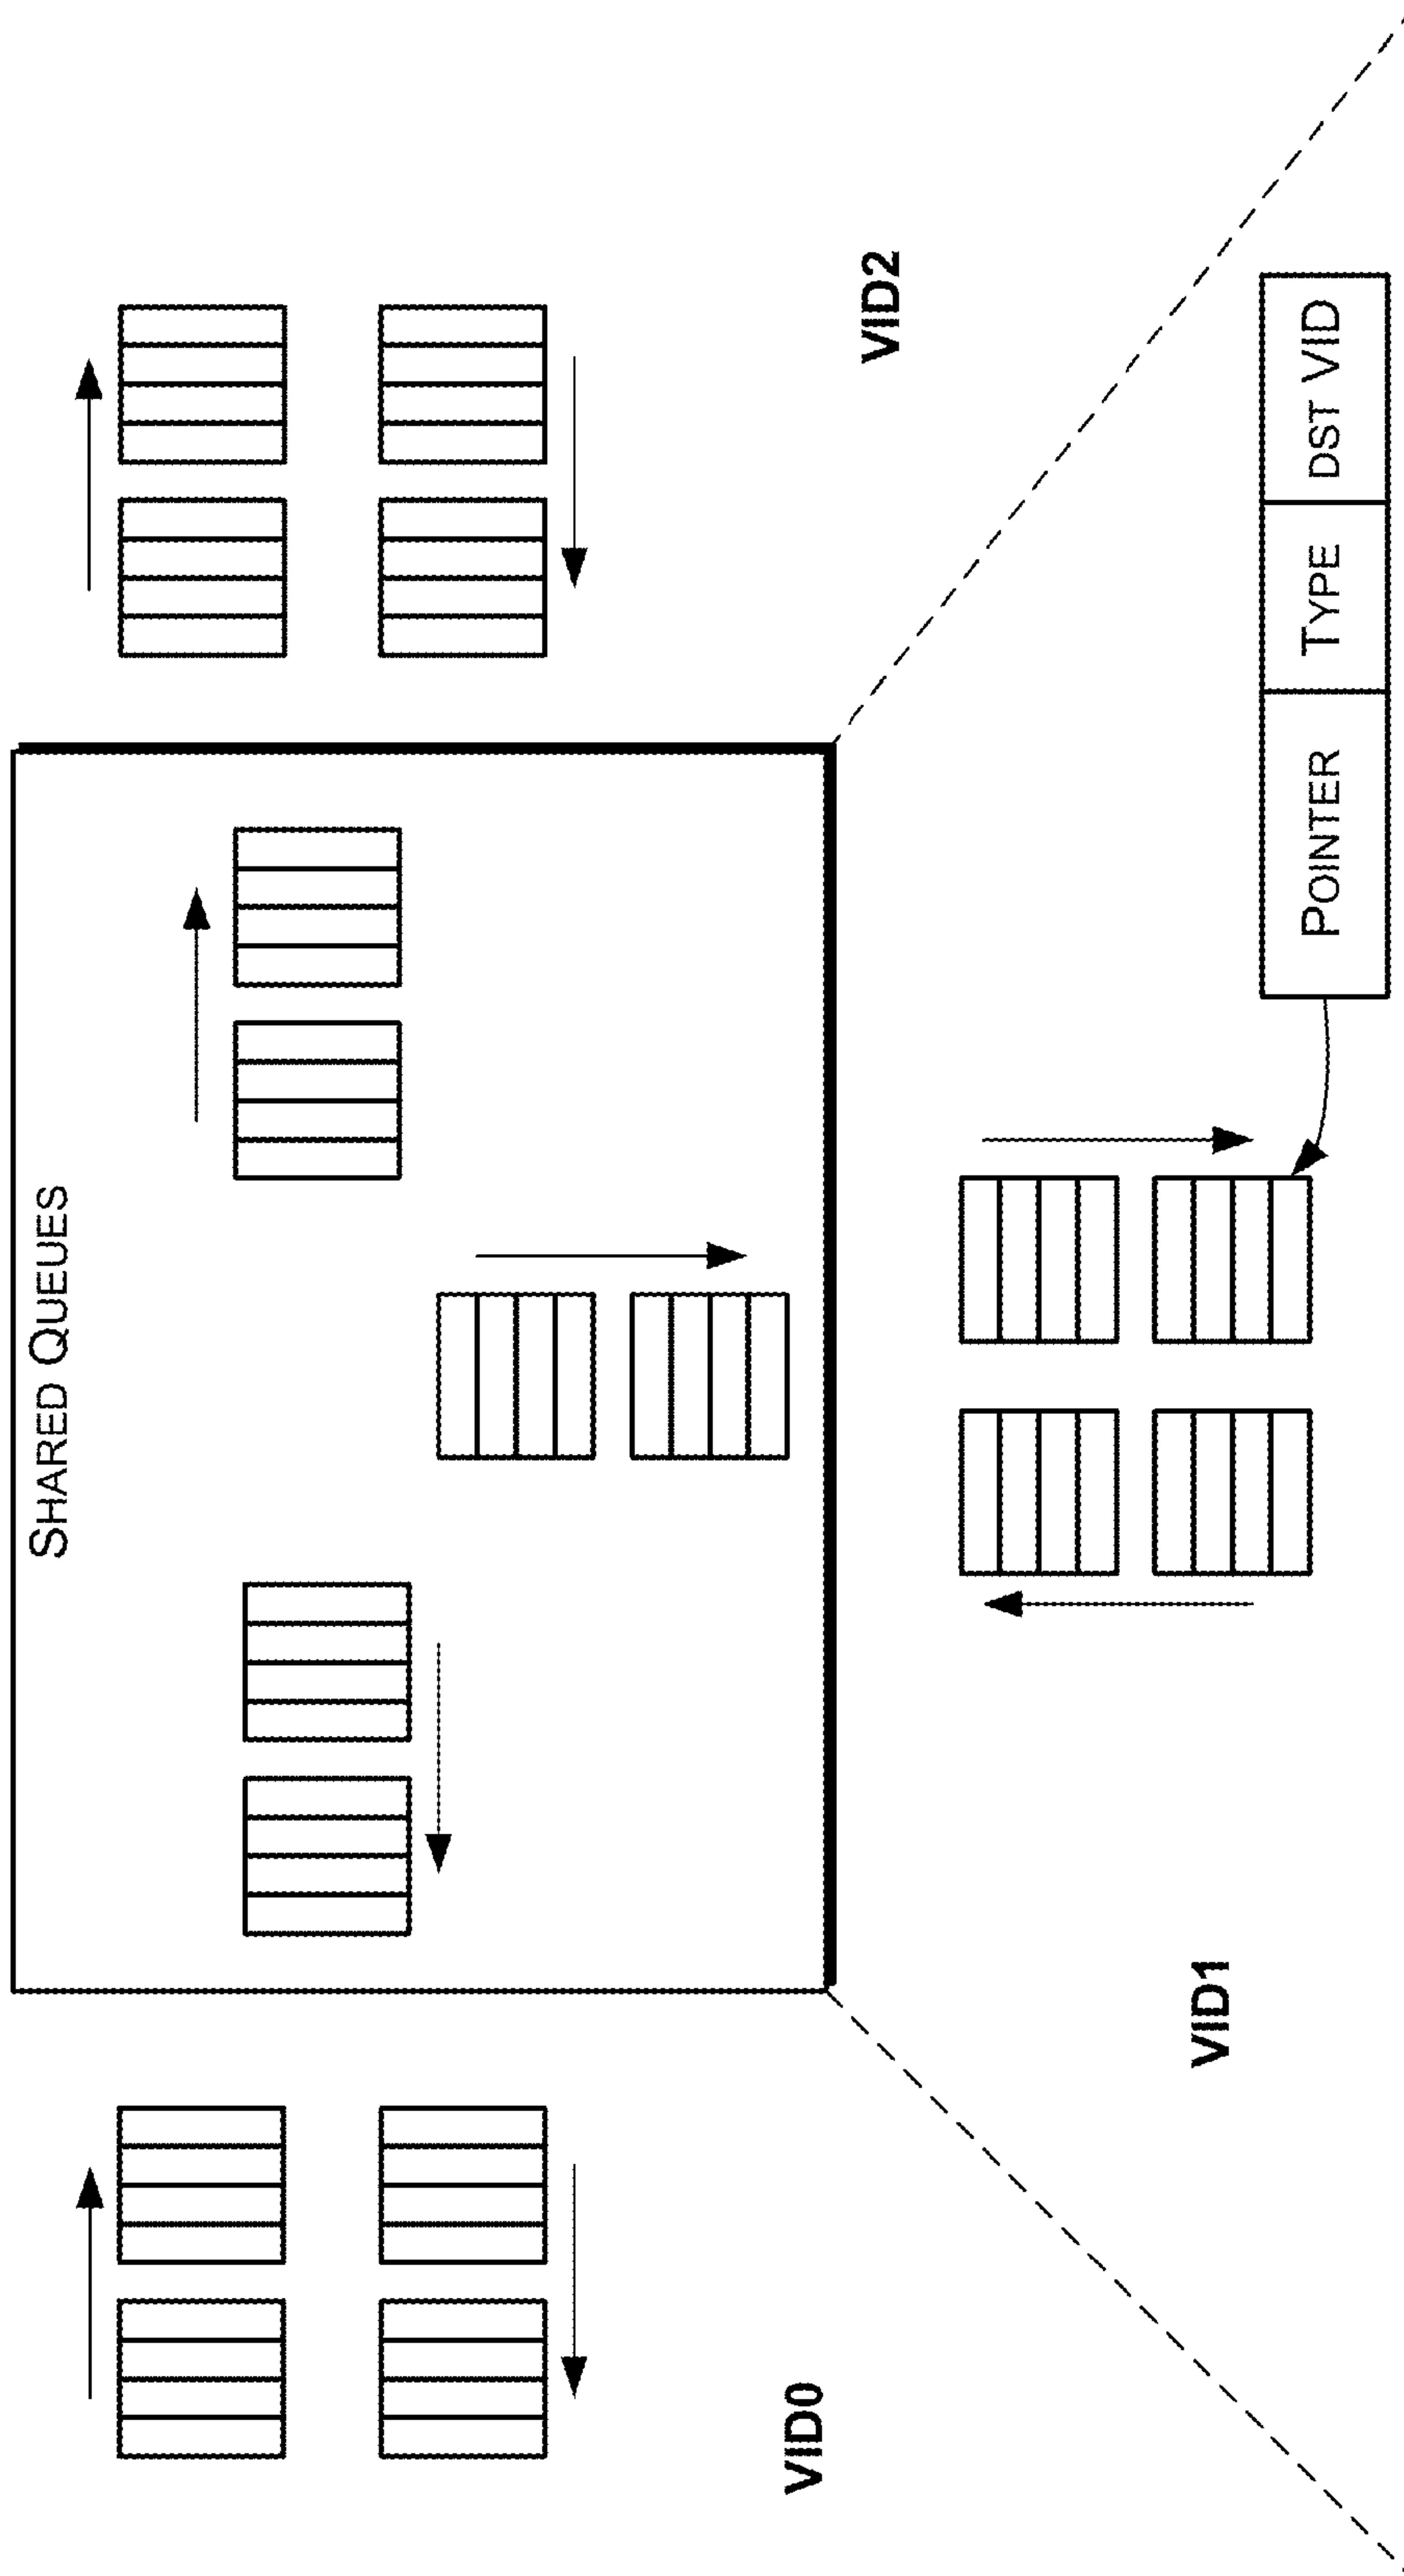 SHARED QUEUES
VID0
VID1
VID2
POINTER
TYPE
DST VID